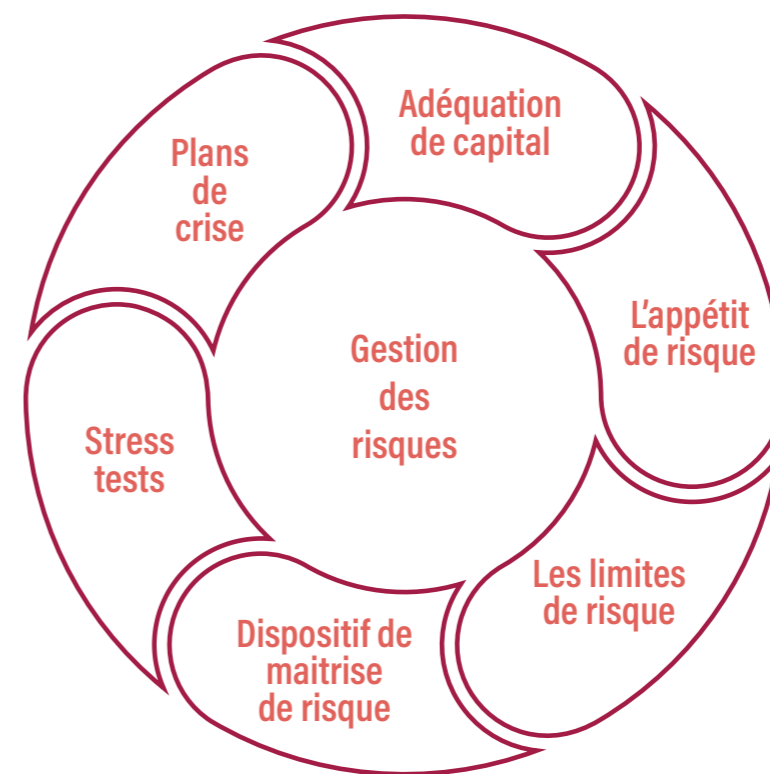 Adéquation
de capital
L'appétit
de risque
Les limites
de risque
Dispositif de
maitrise
de risque
Stress
tests
Plans
de
crise
Gestion
des
risques